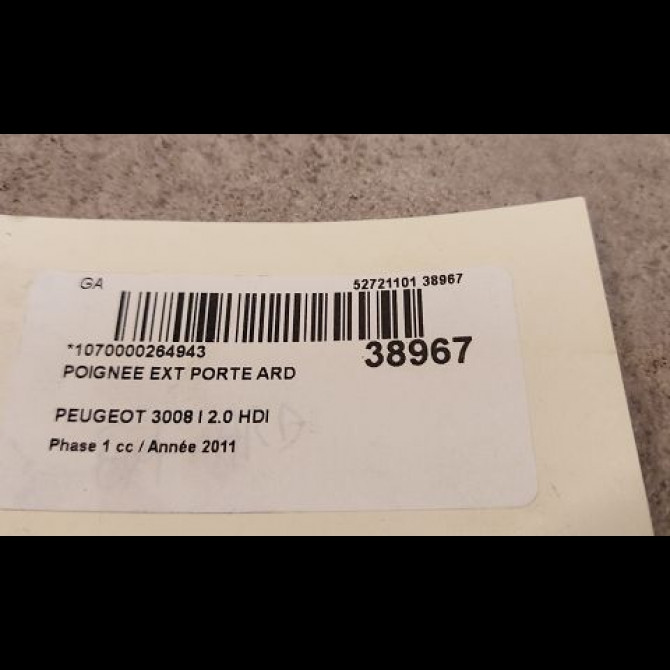 GA 52721101 38967
*1070000264943 38967
POIGNEE EXT PORTE ARD
PEUGEOT 3008 I 2.0 HDI
Phase 1 cc / Année 2011